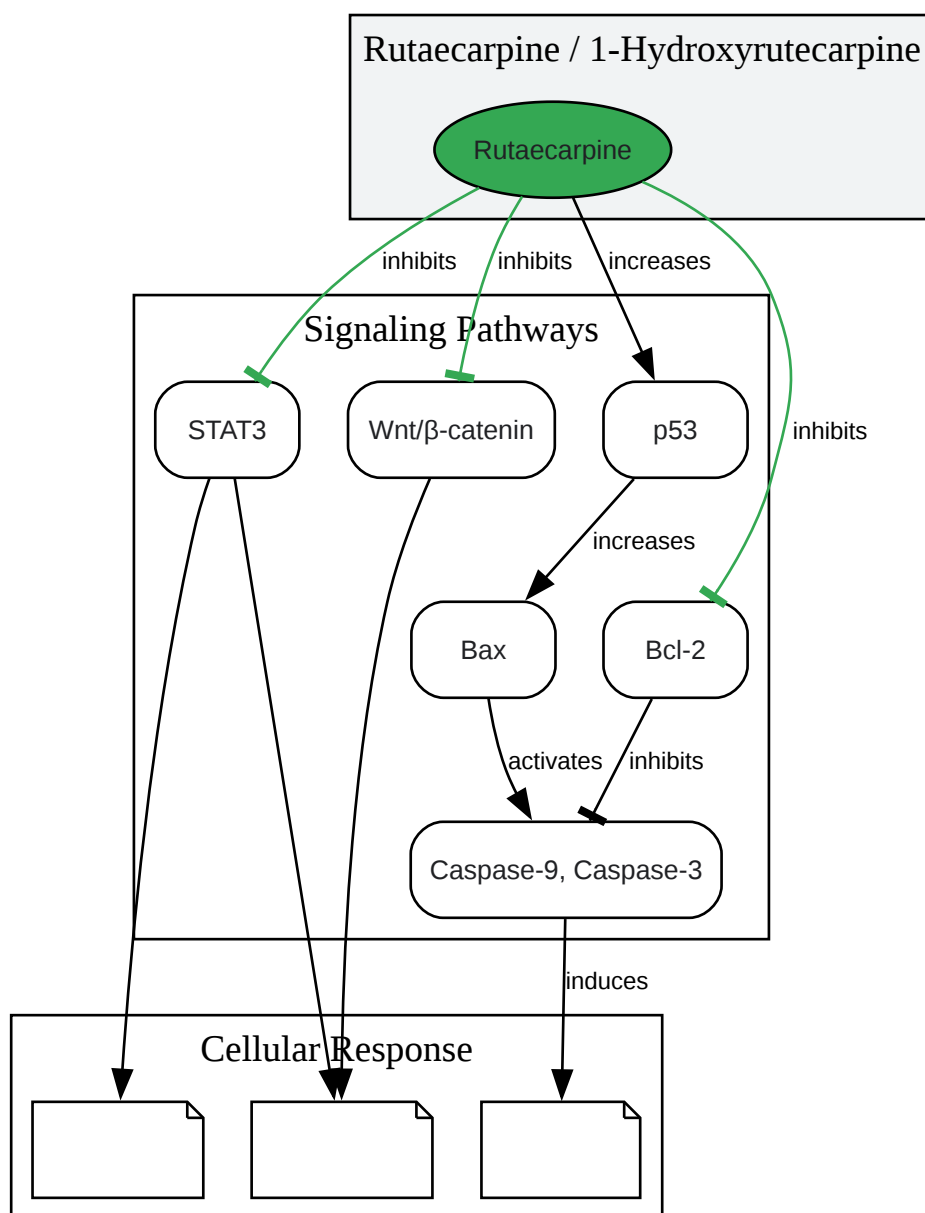 Rutaecarpine / 1-Hydroxyrutecarpine
Rutaecarpine
inhibits
inhibits
increases
Signaling Pathways
STAT3
Wnt/β-catenin
p53
inhibits
increases
Bax
Bcl-2
activates
inhibits
Caspase-9, Caspase-3
induces
Cellular Response